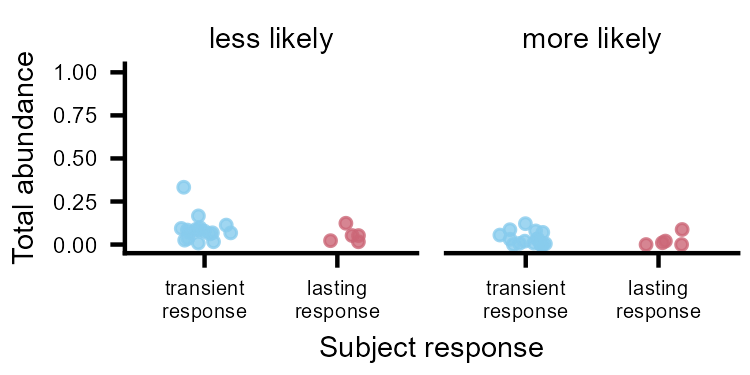 less likely
more likely
Total abundance
1.00
0.75
0.50
0.25
0.00
transient
response
lasting
response
transient
response
lasting
response
Subject response